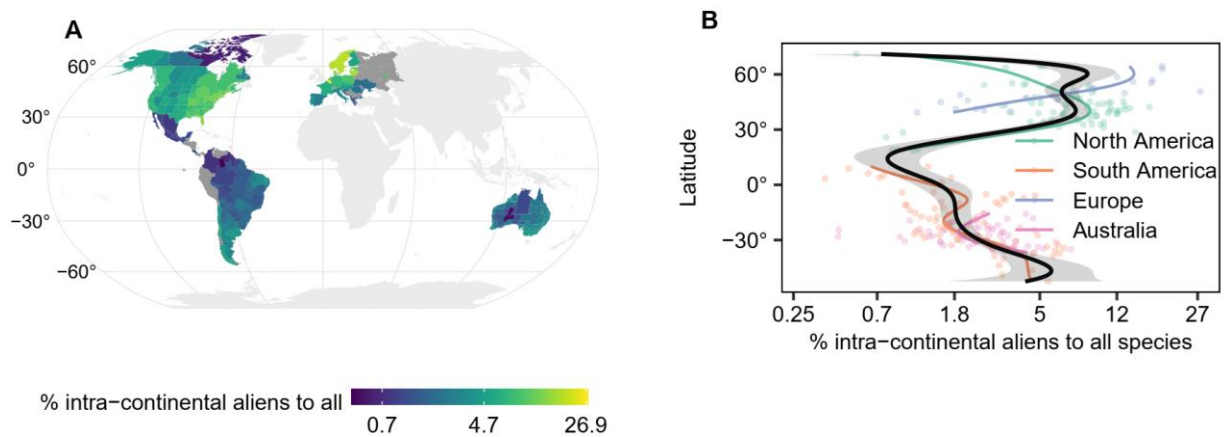 A
60°
30°
0°
−30°
−60°
% intra−continental aliens to all
0.7 4.7 26.9
B
Latitude
60°
30°
0°
−30°
North America
South America
Europe
Australia
0.25 0.7 1.8 5 12 27
% intra−continental aliens to all species